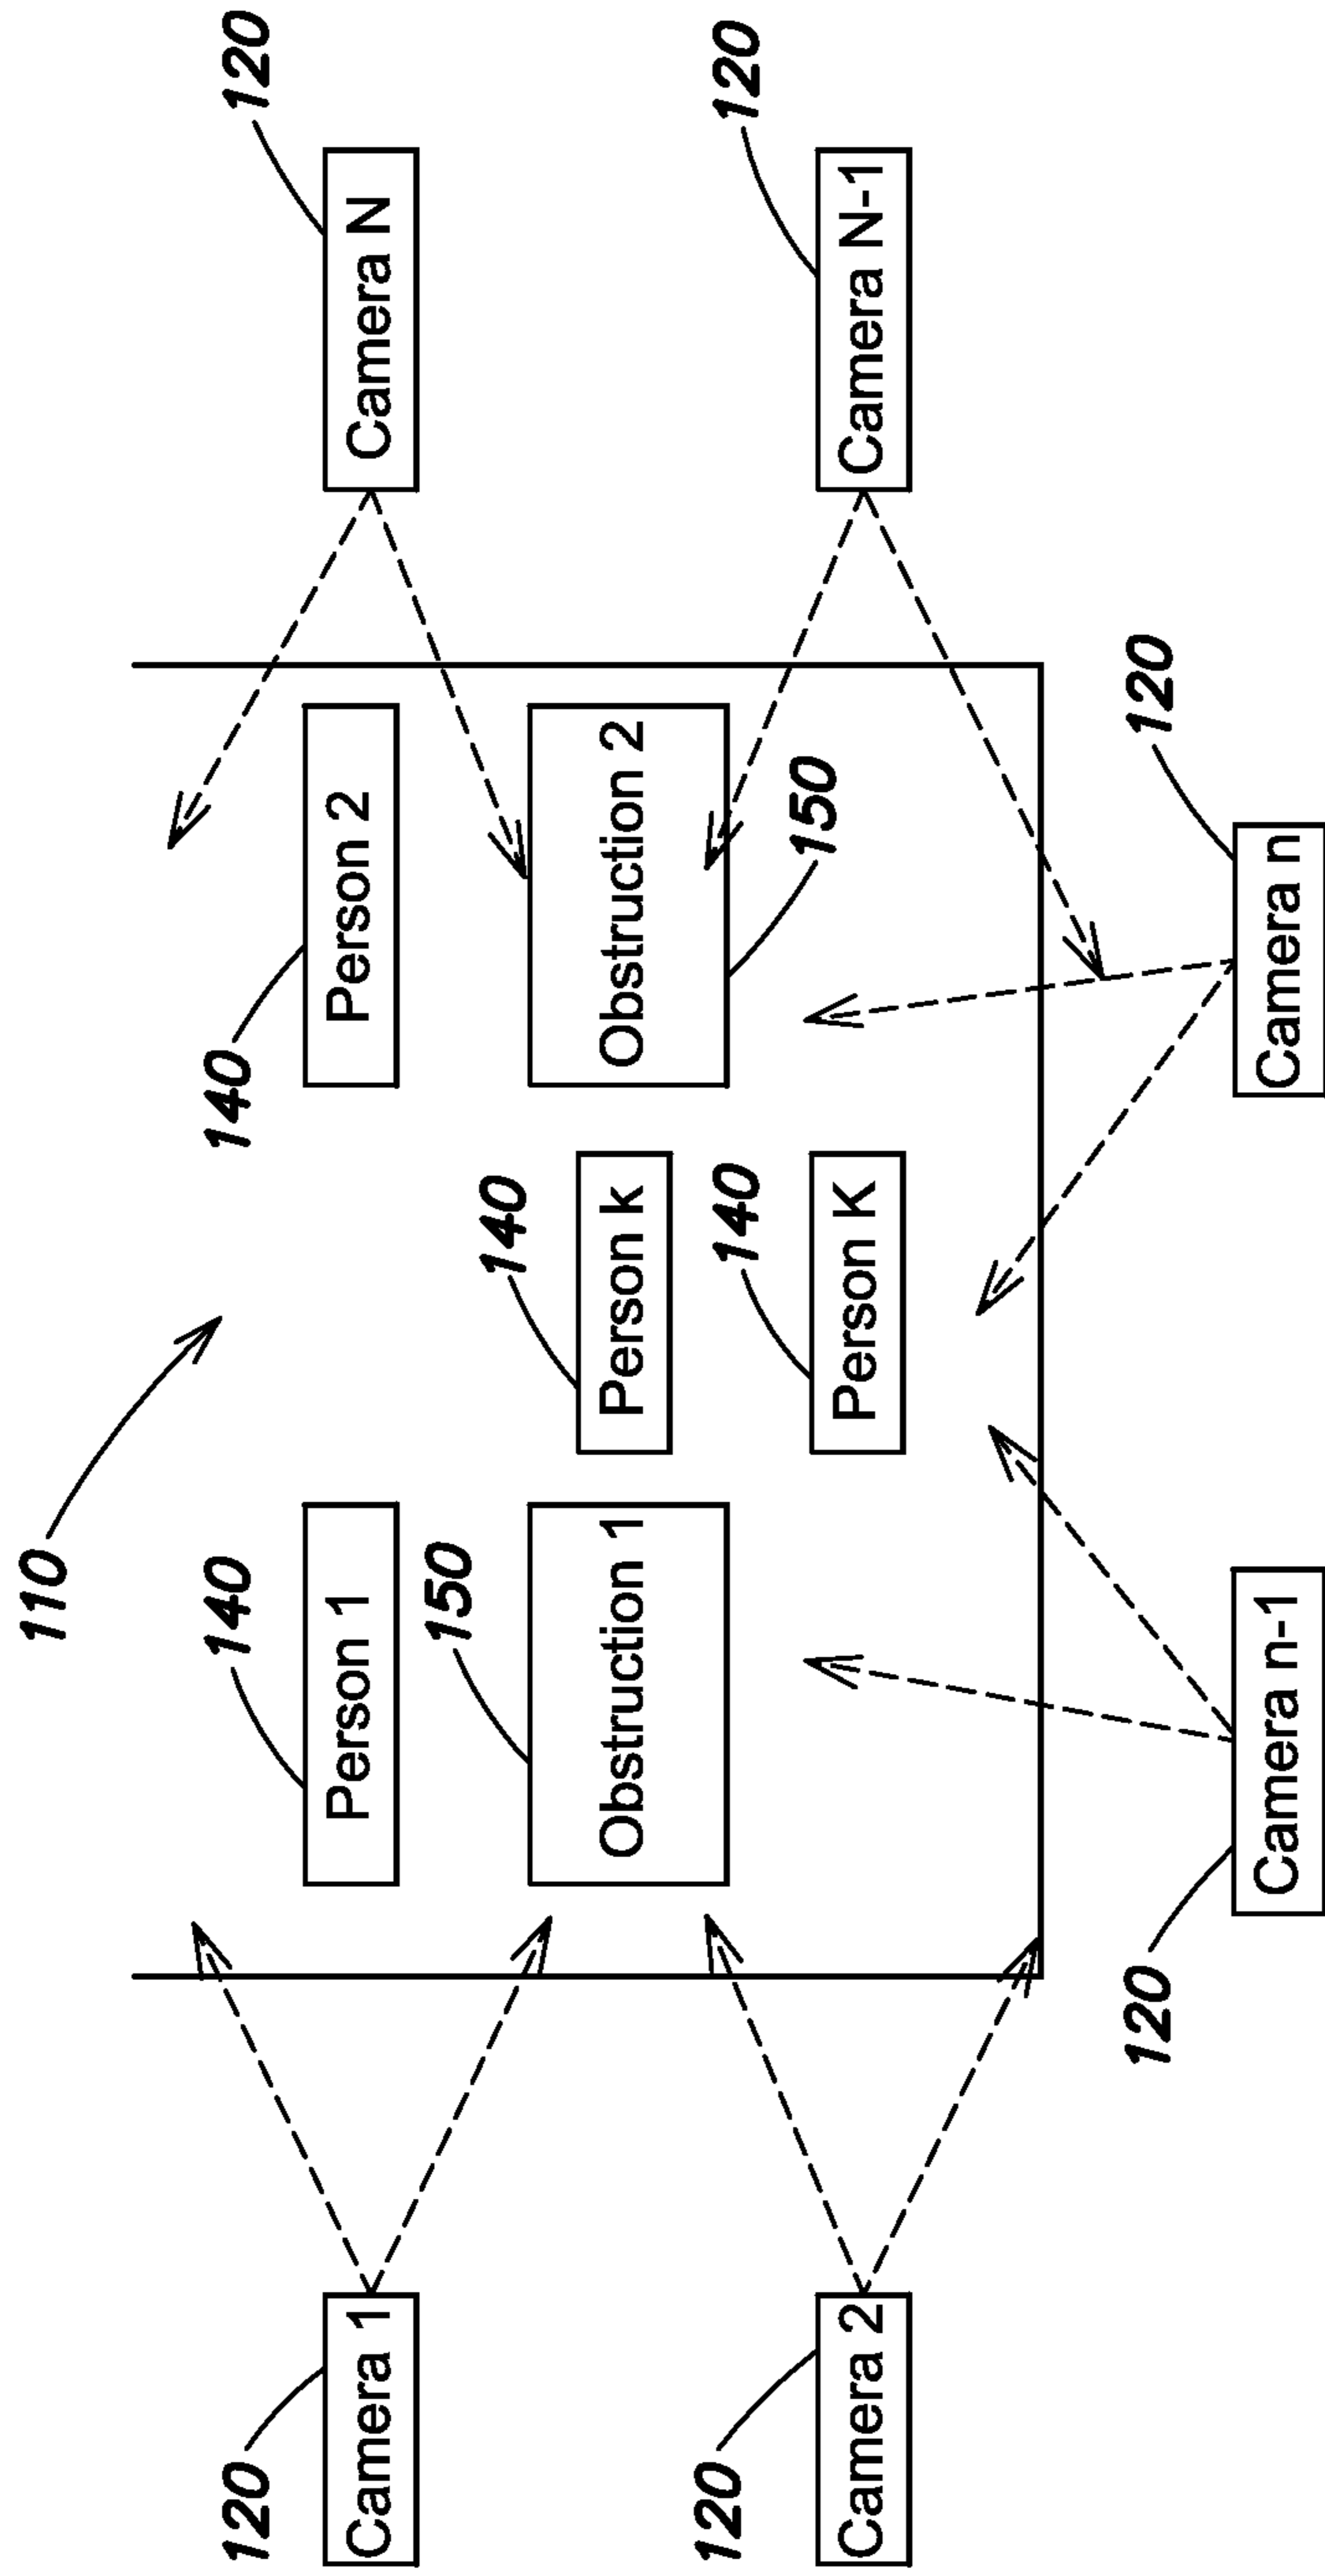 110
120
140
140
120
Camera 1
Person 1
Person 2
Camera N
150
140
Obstruction 1
Person k
Obstruction 2
120
140
150
120
Camera 2
Person K
Camera N-1
120
120
Camera n-1
Camera n